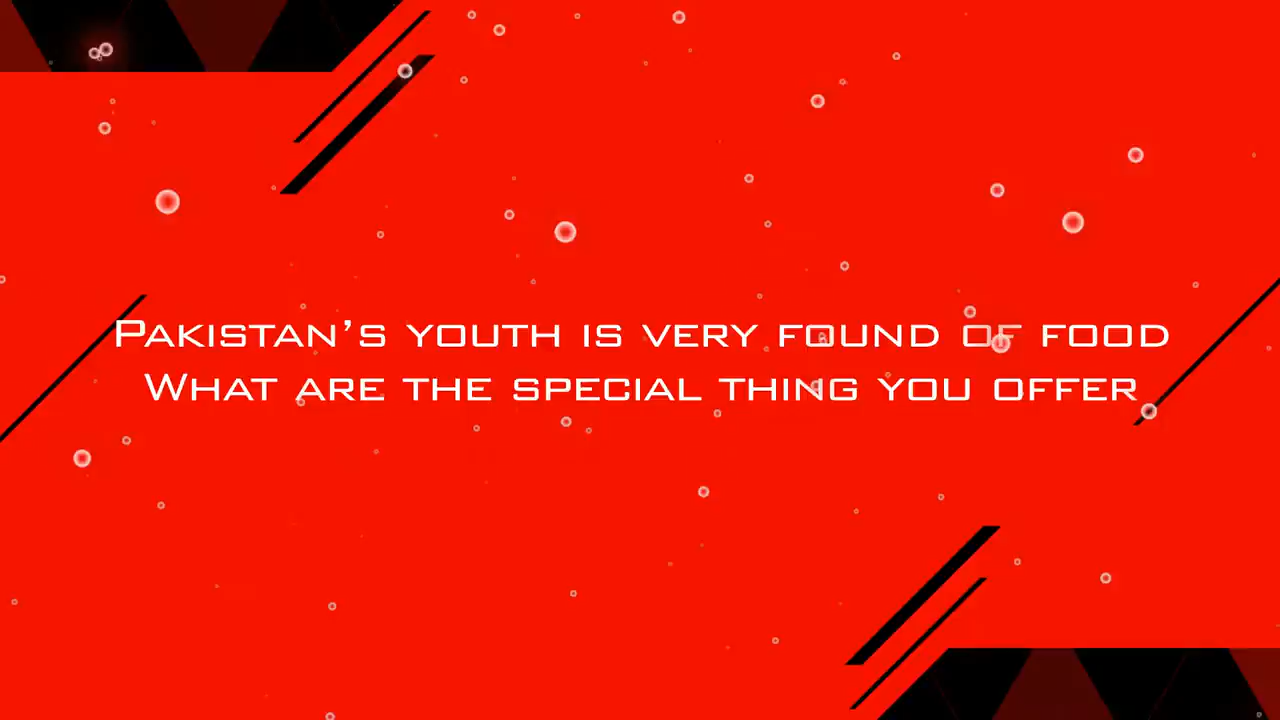 Pakistan's youth is very found of food
What are the special thing you offer